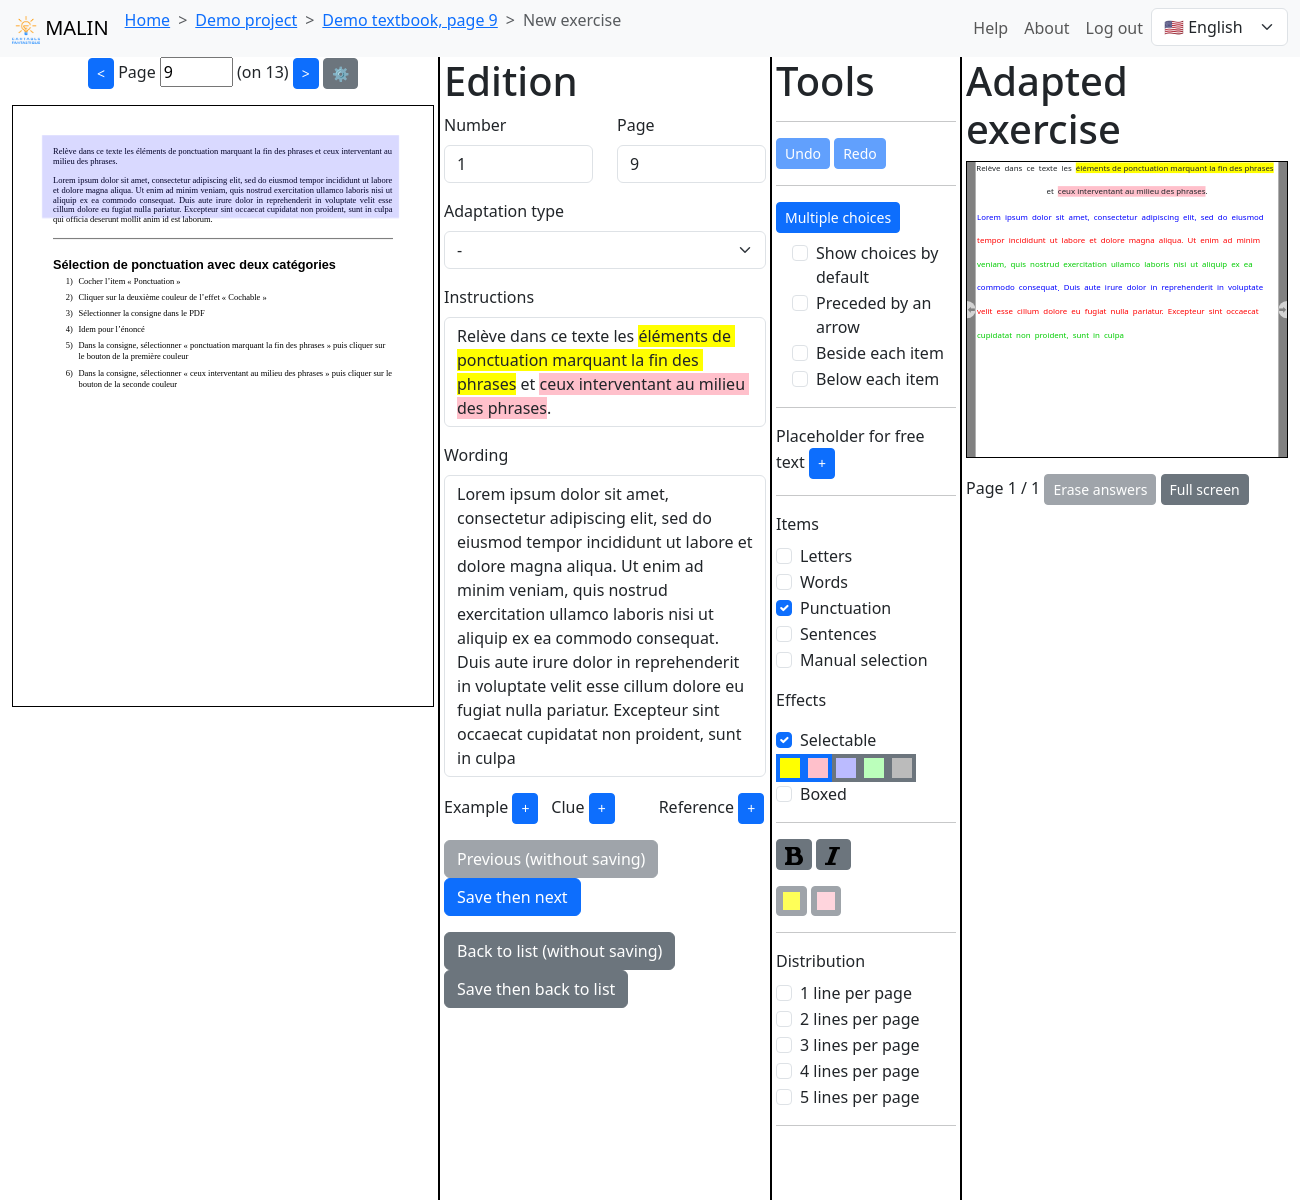 MALIN
Home > Demo project > Demo textbook, page 9 > New exercise
Help About Log out 🇺🇸 English
< Page 9 (on 13) > ⚙️
Relève dans ce texte les éléments de ponctuation marquant la fin des phrases et ceux intervenant au
milieu des phrases.
Lorem ipsum dolor sit amet, consectetur adipiscing elit, sed do eiusmod tempor incididunt ut labore
et dolore magna aliqua. Ut enim ad minim veniam, quis nostrud exercitation ullamco laboris nisi ut
aliquip ex ea commodo consequat. Duis aute irure dolor in reprehenderit in voluptate velit esse
cillum dolore eu fugiat nulla pariatur. Excepteur sint occaecat cupidatat non proident, sunt in culpa
qui officia deserunt mollit anim id est laborum.
Sélection de ponctuation avec deux catégories
1) Cocher l'item « Ponctuation »
2) Cliquer sur la deuxième couleur de l'effet « Cochable »
3) Sélectionner la consigne dans le PDF
4) Idem pour l'énoncé
5) Dans la consigne, sélectionner « ponctuation marquant la fin des phrases » puis cliquer sur
le bouton de la première couleur
6) Dans la consigne, sélectionner « ceux intervenant au milieu des phrases » puis cliquer sur le
bouton de la seconde couleur
Edition
Number Page
1 9
Adaptation type
-
Instructions
Relève dans ce texte les éléments de
ponctuation marquant la fin des
phrases et ceux interventant au milieu
des phrases.
Wording
Lorem ipsum dolor sit amet,
consectetur adipiscing elit, sed do
eiusmod tempor incididunt ut labore et
dolore magna aliqua. Ut enim ad
minim veniam, quis nostrud
exercitation ullamco laboris nisi ut
aliquip ex ea commodo consequat.
Duis aute irure dolor in reprehenderit
in voluptate velit esse cillum dolore eu
fugiat nulla pariatur. Excepteur sint
occaecat cupidatat non proident, sunt
in culpa
Example + Clue + Reference +
Previous (without saving)
Save then next
Back to list (without saving)
Save then back to list
Tools
Undo Redo
Multiple choices
Show choices by
default
Preceded by an
arrow
Beside each item
Below each item
Placeholder for free
text +
Items
Letters
Words
Punctuation
Sentences
Manual selection
Effects
Selectable
Boxed
B I
Distribution
1 line per page
2 lines per page
3 lines per page
4 lines per page
5 lines per page
Adapted
exercise
Relève dans ce texte les éléments de ponctuation marquant la fin des phrases
et ceux interventant au milieu des phrases.
Lorem ipsum dolor sit amet, consectetur adipiscing elit, sed do eiusmod
tempor incididunt ut labore et dolore magna aliqua. Ut enim ad minim
veniam, quis nostrud exercitation ullamco laboris nisi ut aliquip ex ea
commodo consequat. Duis aute irure dolor in reprehenderit in voluptate
velit esse cillum dolore eu fugiat nulla pariatur. Excepteur sint occaecat
cupidatat non proident, sunt in culpa
Page 1 / 1 Erase answers Full screen